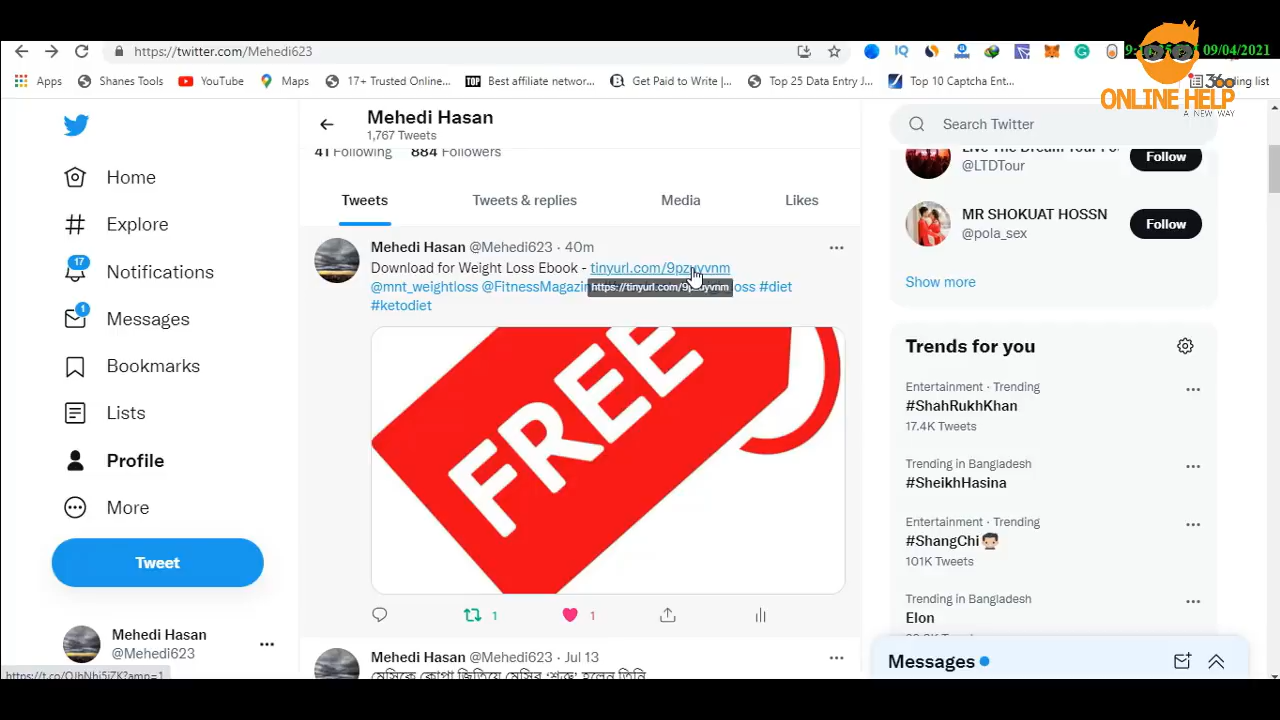 https://twitter.com/Mehedi623
09/04/2021
Apps
Shanes Tools
YouTube
Maps
17+ Trusted Online...
Best affiliate networ...
Get Paid to Write |...
Top 25 Data Entry J...
Top 10 Captcha Ent...
360
ONLINE HELP
A NEW WAY
Mehedi Hasan
1,767 Tweets
41 Following 884 Followers
Tweets
Tweets & replies
Media
Likes
Home
Explore
17
Notifications
1
Messages
Bookmarks
Lists
Profile
More
Tweet
Mehedi Hasan
@Mehedi623
Mehedi Hasan @Mehedi623 · 40m
Download for Weight Loss Ebook -
@mnt_weightloss #diet
#ketodiet
FREE
1
1
Mehedi Hasan @Mehedi623 · Jul 13
Search Twitter
@LTDTour
Follow
MR SHOKUAT HOSSN
@pola_sex
Follow
Show more
Trends for you
Entertainment · Trending
#ShahRukhKhan
17.4K Tweets
Trending in Bangladesh
#SheikhHasina
Entertainment · Trending
#ShangChi
101K Tweets
Trending in Bangladesh
Elon
Messages